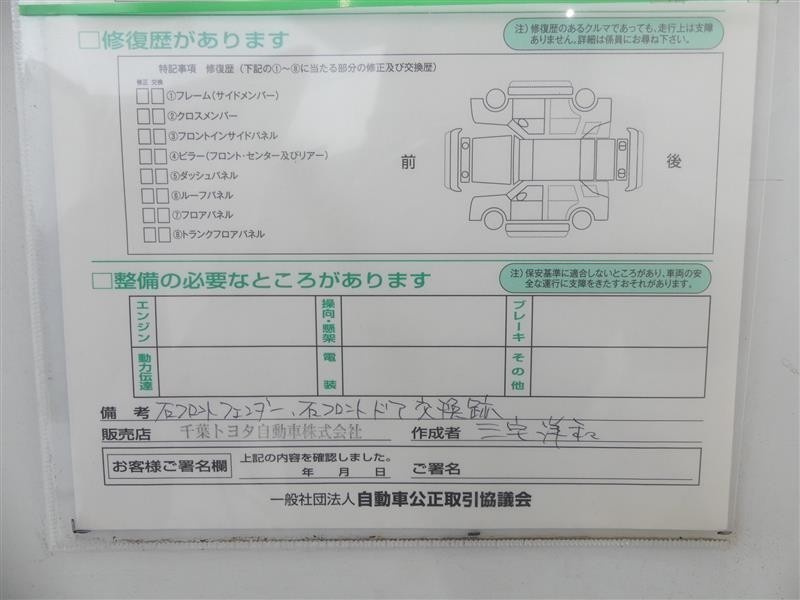 □修復歴があります
注）修復歴のあるクルマであっても、走行上は支障
ありません。詳細は係員にお尋ね下さい。
特記事項　修復歴（下記の①～⑧に当たる部分の修正及び交換歴）
修正 交換
①フレーム（サイドメンバー）
②クロスメンバー
③フロントインサイドパネル
④ピラー（フロント・センター及びリアー）
⑤ダッシュパネル
⑥ルーフパネル
⑦フロアパネル
⑧トランクフロアパネル
前
後
□整備の必要なところがあります
注）保安基準に適合しないところがあり、車両の安
全な運行に支障をきたすおそれがあります。
エンジン
操向・懸架
ブレーキ
動力伝達
電装
その他
備考 右フロントフェンダー、右フロントドア交換跡
販売店 千葉トヨタ自動車株式会社 作成者 三宅
お客様ご署名欄
上記の内容を確認しました。
年 月 日 ご署名
一般社団法人 自動車公正取引協議会